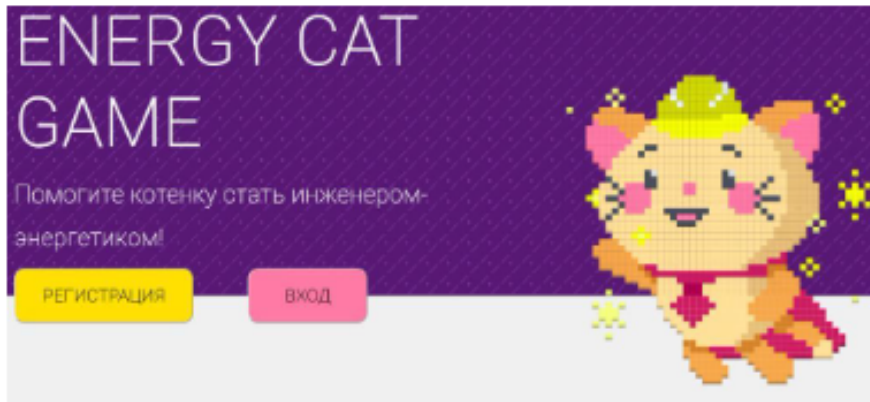 ENERGY CAT
GAME
Помогите котенку стать инженером-
энергетиком!
РЕГИСТРАЦИЯ
ВХОД